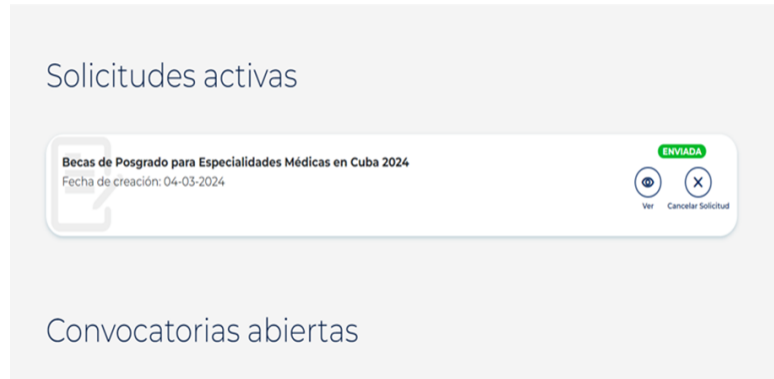 Solicitudes activas
ENVIADA
Becas de Posgrado para Especialidades Médicas en Cuba 2024
Fecha de creación: 04-03-2024
Ver
Cancelar Solicitud
Convocatorias abiertas